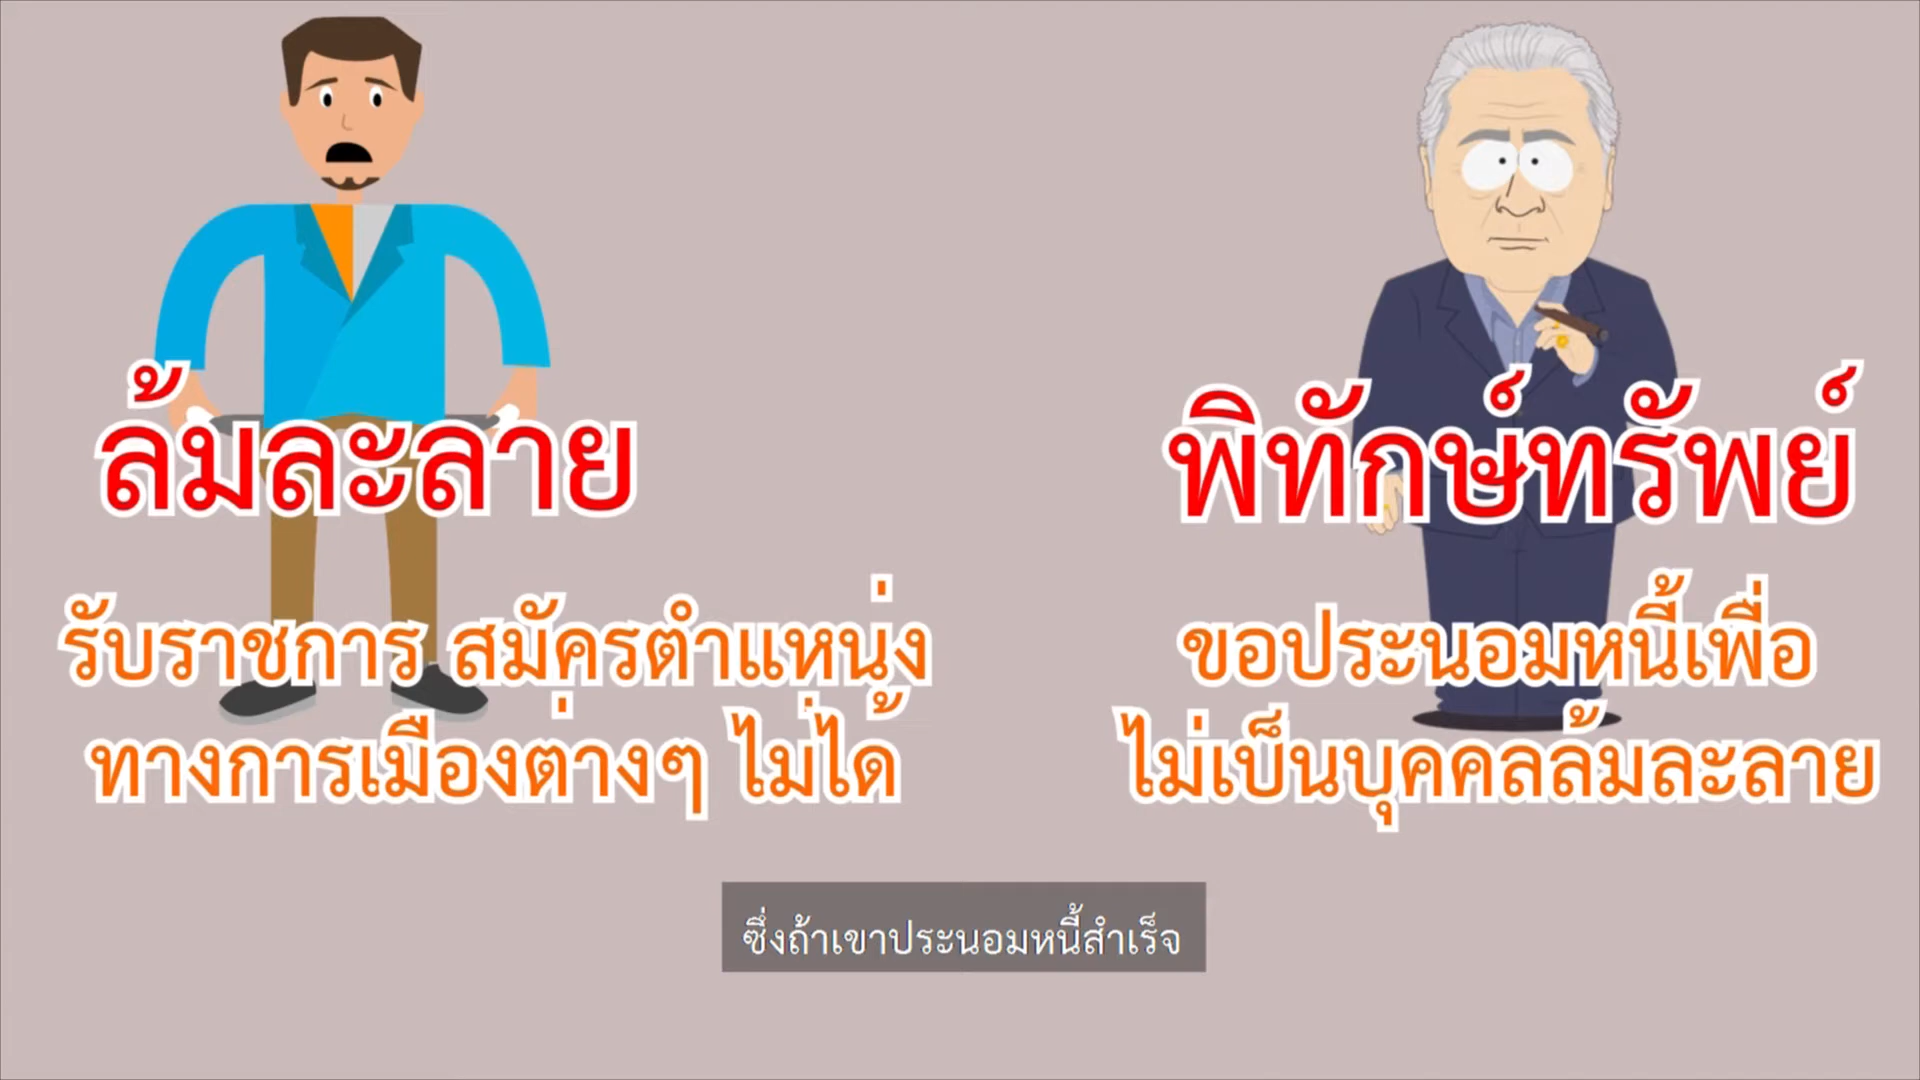 ล้มละลาย
รับราชการ สมัครตำแหน่ง
ทางการเมืองต่างๆ ไม่ได้
พิทักษ์ทรัพย์
ขอประนอมหนี้เพื่อ
ไม่เป็นบุคคลล้มละลาย
ซึ่งถ้าเขาประนอมหนี้สำเร็จ